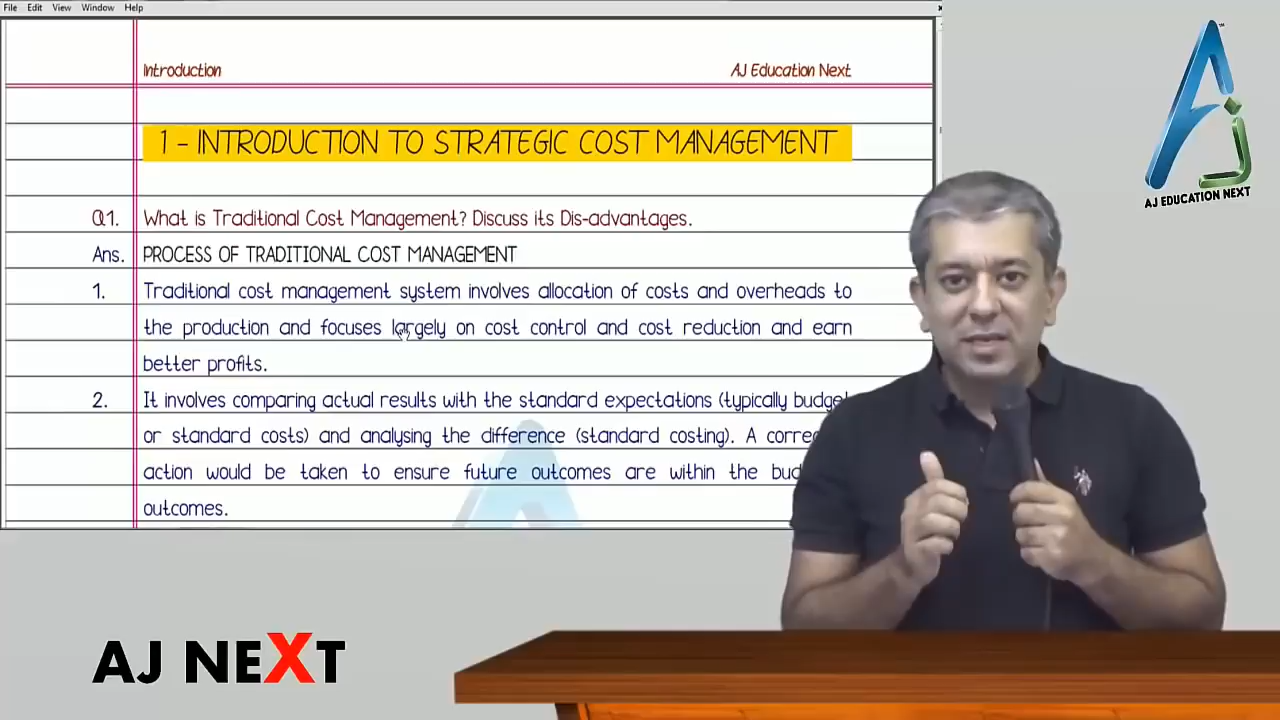 File Edit View Window Help
Introduction AJ Education Next
1 - INTRODUCTION TO STRATEGIC COST MANAGEMENT
Q.1. What is Traditional Cost Management? Discuss its Dis-advantages.
Ans. PROCESS OF TRADITIONAL COST MANAGEMENT
1. Traditional cost management system involves allocation of costs and overheads to
the production and focuses largely on cost control and cost reduction and earn
better profits.
2. It involves comparing actual results with the standard expectations (typically
or standard costs) and analysing the difference (standard costing). A
action would be taken to ensure future outcomes are within the
outcomes.
AJ EDUCATION NEXT
AJ NEXT